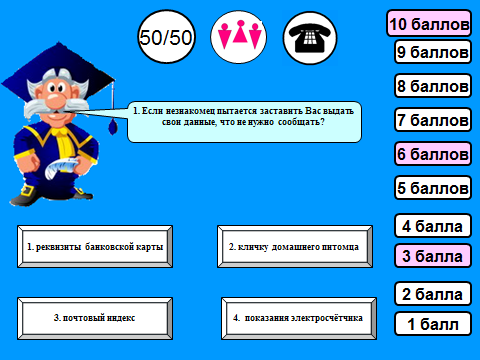 50/50
10 баллов
9 баллов
8 баллов
7 баллов
6 баллов
5 баллов
4 балла
3 балла
2 балла
1 балл
1. Если незнакомец пытается заставить Вас выдать
свои данные, что не нужно сообщать?
1. реквизиты банковской карты
2. кличку домашнего питомца
3. почтовый индекс
4. показания электросчётчика